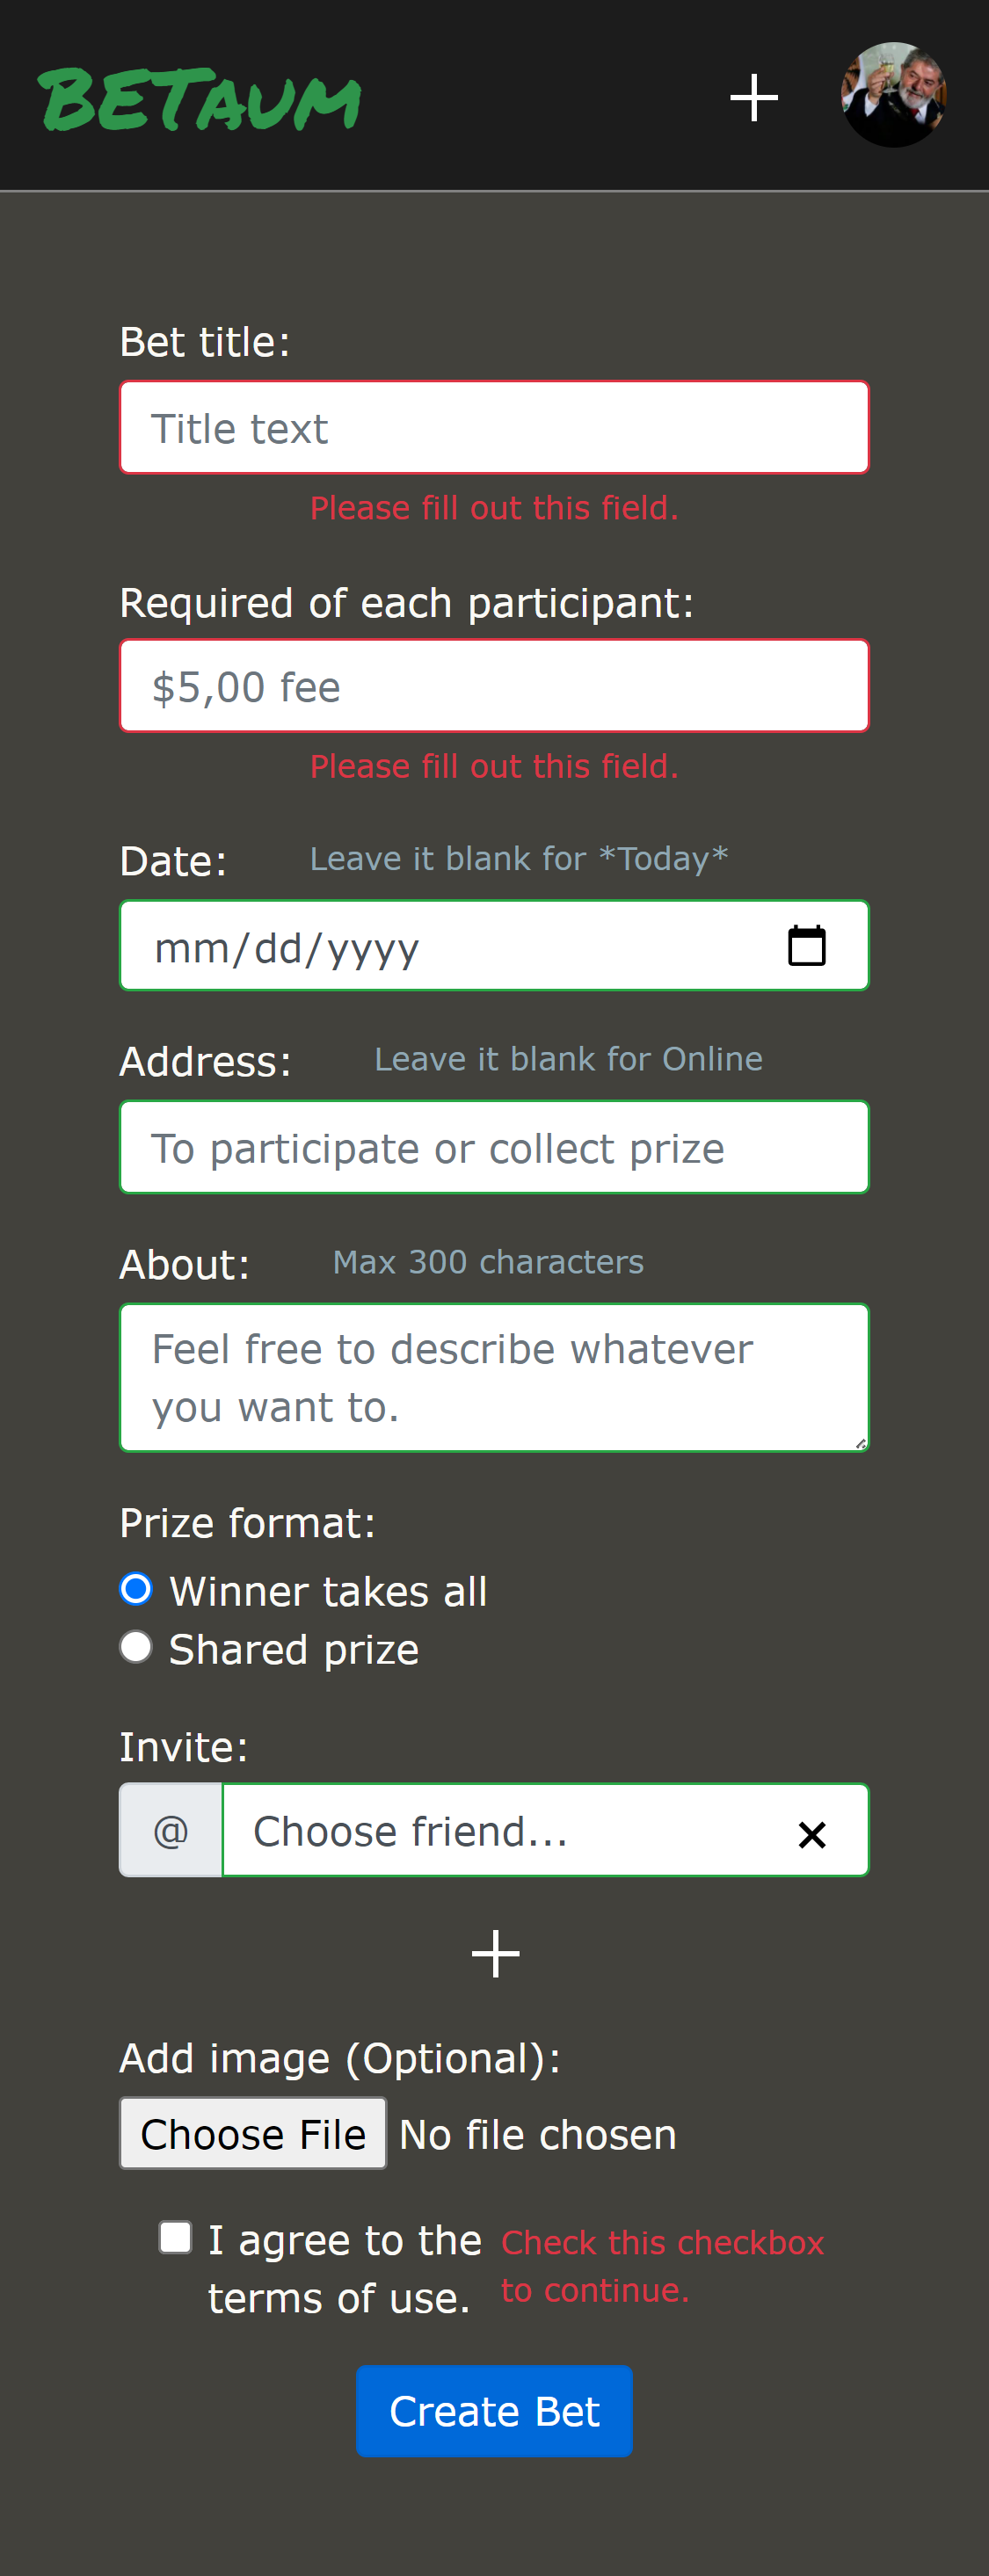 BETAUM
Bet title:
Title text
Please fill out this field.
Required of each participant:
$5,00 fee
Please fill out this field.
Date: Leave it blank for *Today*
mm/dd/yyyy
Address: Leave it blank for Online
To participate or collect prize
About: Max 300 characters
Feel free to describe whatever
you want to.
Prize format:
Winner takes all
Shared prize
Invite:
@ Choose friend...
Add image (Optional):
Choose File No file chosen
I agree to the Check this checkbox
terms of use. to continue.
Create Bet